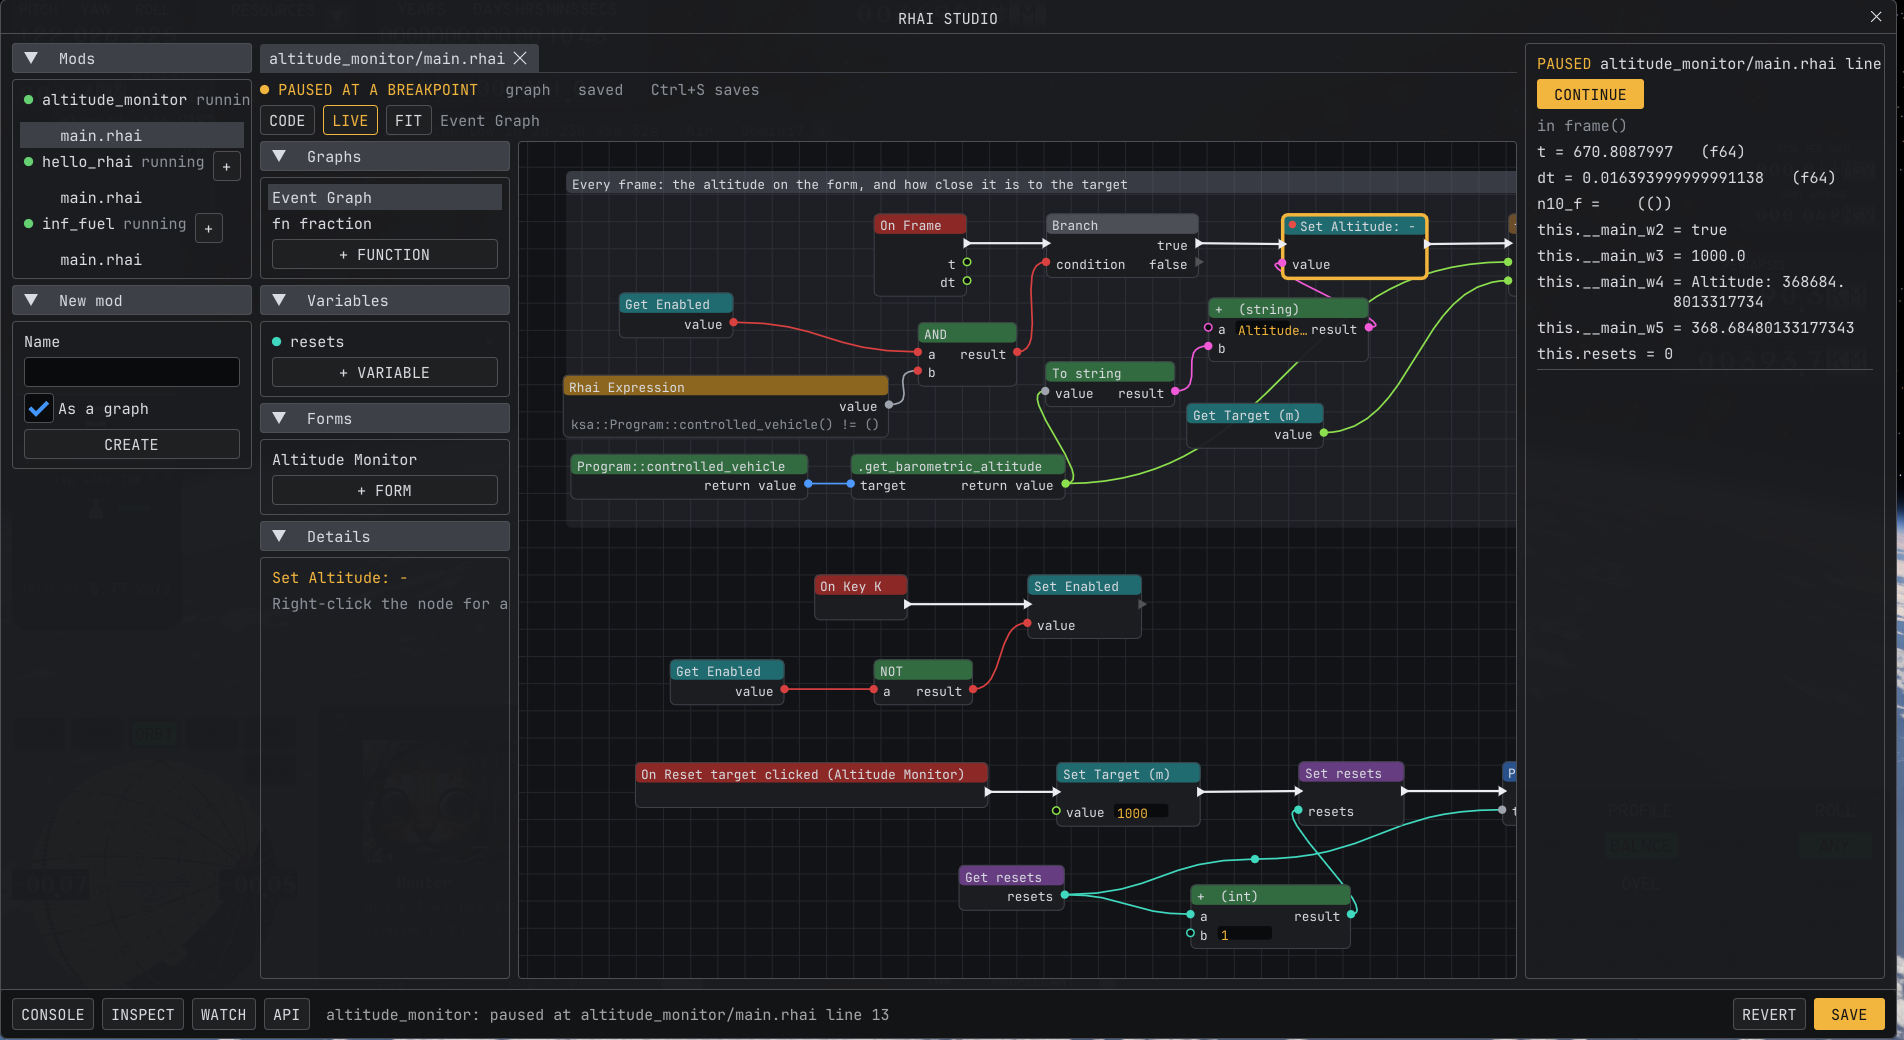 RHAI STUDIO
Mods
altitude_monitor runnin
main.rhai
hello_rhai running +
main.rhai
inf_fuel running +
main.rhai
New mod
Name
As a graph
CREATE
altitude_monitor/main.rhai
PAUSED AT A BREAKPOINT graph saved Ctrl+S saves
CODE LIVE FIT Event Graph
Graphs
Event Graph
fn fraction
+ FUNCTION
Variables
resets
+ VARIABLE
Forms
Altitude Monitor
+ FORM
Details
Set Altitude: -
Right-click the node for a
Every frame: the altitude on the form, and how close it is to the target
On Frame
t
dt
Branch
true
condition false
Set Altitude: -
value
Get Enabled
value
AND
a result
b
+ (string)
a Altitude… result
b
Rhai Expression
value
ksa::Program::controlled_vehicle() != ()
To string
value result
Get Target (m)
value
Program::controlled_vehicle
return value
.get_barometric_altitude
target return value
On Key K
Set Enabled
value
Get Enabled
value
NOT
a result
On Reset target clicked (Altitude Monitor)
Set Target (m)
value 1000
Set resets
resets
P
t
Get resets
resets
+ (int)
a result
b 1
PAUSED altitude_monitor/main.rhai line
CONTINUE
in frame()
t = 670.8087997 (f64)
dt = 0.016393999999991138 (f64)
n10_f = (())
this.__main_w2 = true
this.__main_w3 = 1000.0
this.__main_w4 = Altitude: 368684.
8013317734
this.__main_w5 = 368.68480133177343
this.resets = 0
CONSOLE INSPECT WATCH API altitude_monitor: paused at altitude_monitor/main.rhai line 13
REVERT SAVE